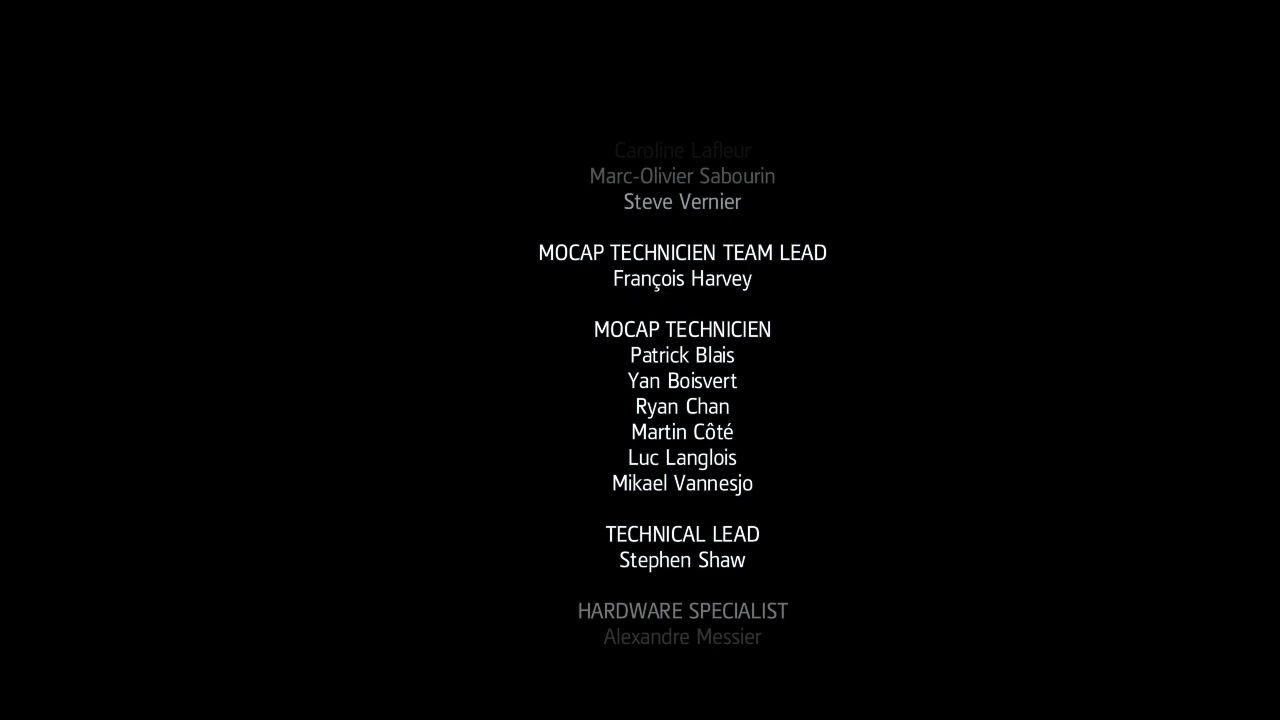 Caroline Lafleur
Marc-Olivier Sabourin
Steve Vernier
MOCAP TECHNICIEN TEAM LEAD
François Harvey
MOCAP TECHNICIEN
Patrick Blais
Yan Boisvert
Ryan Chan
Martin Côté
Luc Langlois
Mikael Vannesjo
TECHNICAL LEAD
Stephen Shaw
HARDWARE SPECIALIST
Alexandre Messier